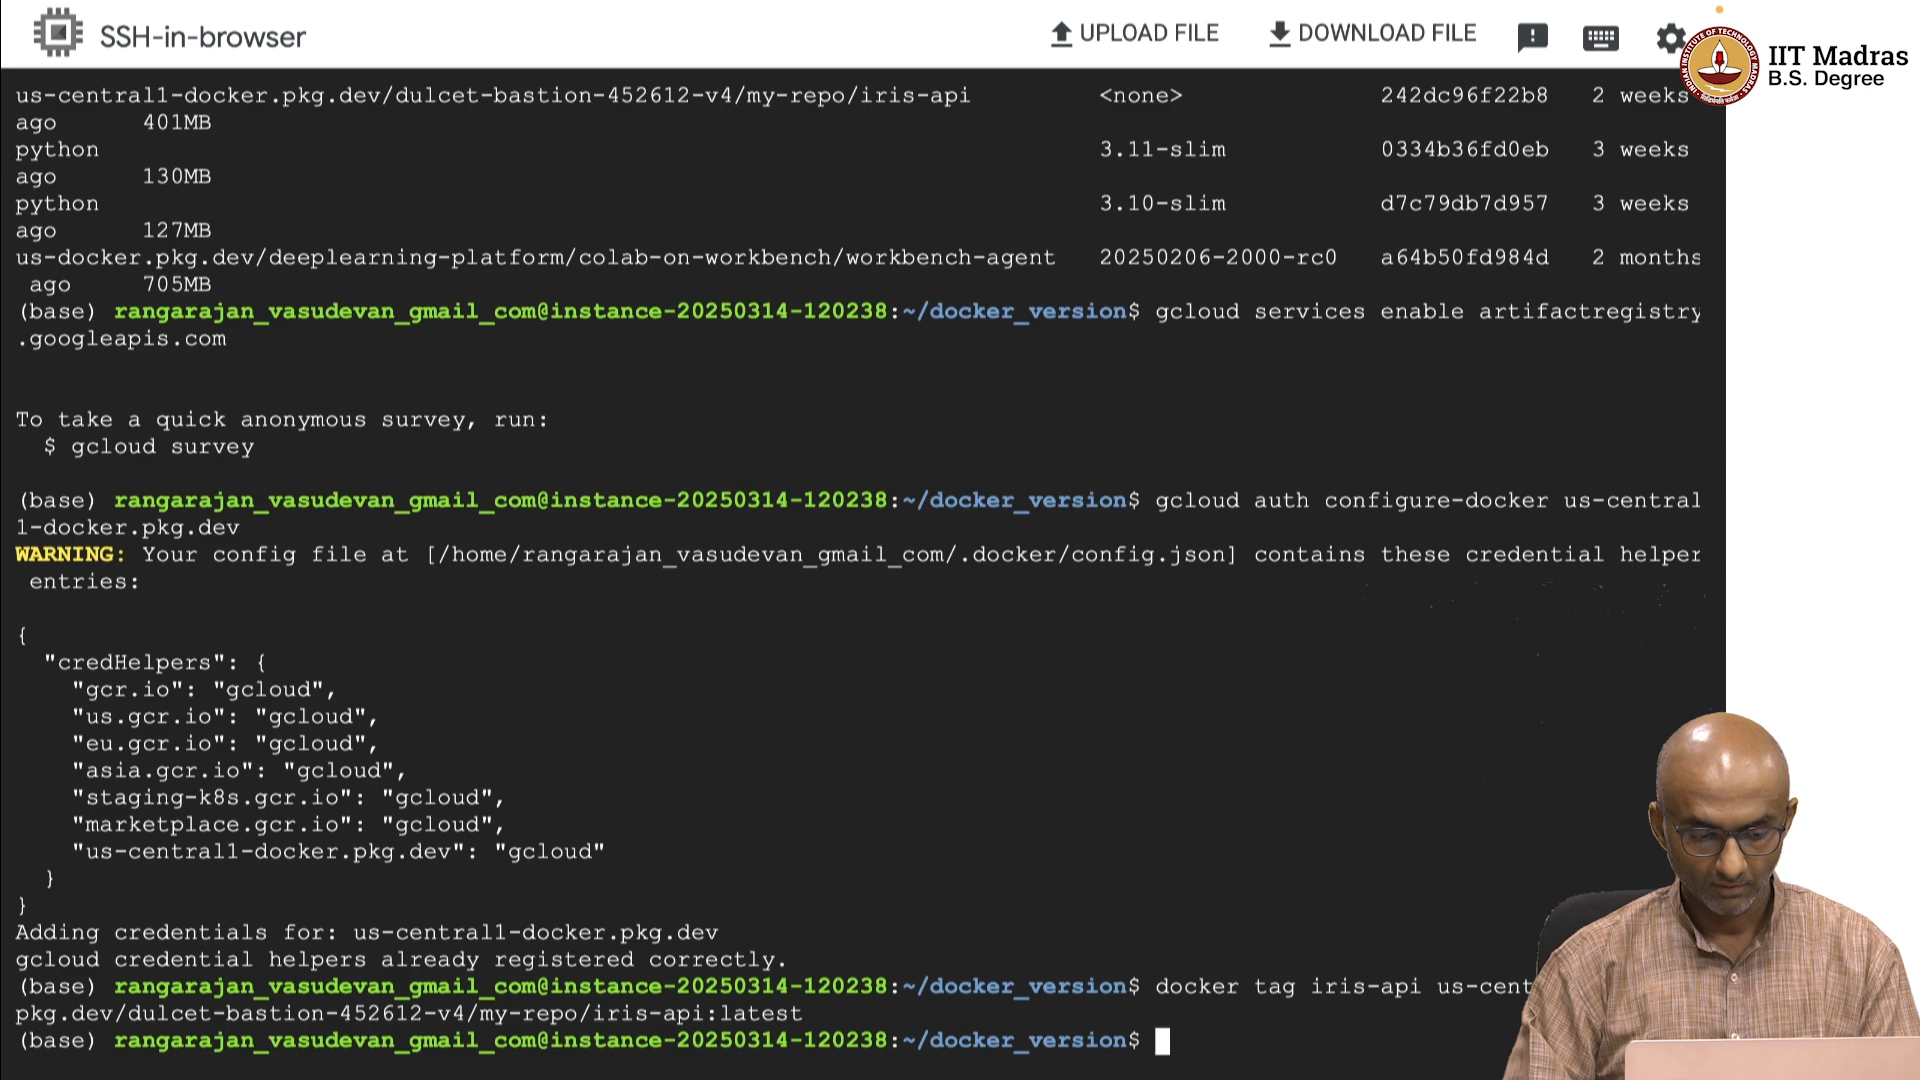 SSH-in-browser
UPLOAD FILE
DOWNLOAD FILE
IIT Madras
B.S. Degree
us-central1-docker.pkg.dev/dulcet-bastion-452612-v4/my-repo/iris-api <none> 242dc96f22b8 2 weeks
ago 401MB
python 3.11-slim 0334b36fd0eb 3 weeks
ago 130MB
python 3.10-slim d7c79db7d957 3 weeks
ago 127MB
us-docker.pkg.dev/deeplearning-platform/colab-on-workbench/workbench-agent 20250206-2000-rc0 a64b50fd984d 2 months
ago 705MB
(base) rangarajan_vasudevan_gmail_com@instance-20250314-120238:~/docker_version$ gcloud services enable artifactregistry
.googleapis.com
To take a quick anonymous survey, run:
$ gcloud survey
(base) rangarajan_vasudevan_gmail_com@instance-20250314-120238:~/docker_version$ gcloud auth configure-docker us-central
1-docker.pkg.dev
WARNING: Your config file at [/home/rangarajan_vasudevan_gmail_com/.docker/config.json] contains these credential helper
entries:
{
"credHelpers": {
"gcr.io": "gcloud",
"us.gcr.io": "gcloud",
"eu.gcr.io": "gcloud",
"asia.gcr.io": "gcloud",
"staging-k8s.gcr.io": "gcloud",
"marketplace.gcr.io": "gcloud",
"us-central1-docker.pkg.dev": "gcloud"
}
}
Adding credentials for: us-central1-docker.pkg.dev
gcloud credential helpers already registered correctly.
(base) rangarajan_vasudevan_gmail_com@instance-20250314-120238:~/docker_version$ docker tag iris-api us-cent
pkg.dev/dulcet-bastion-452612-v4/my-repo/iris-api:latest
(base) rangarajan_vasudevan_gmail_com@instance-20250314-120238:~/docker_version$